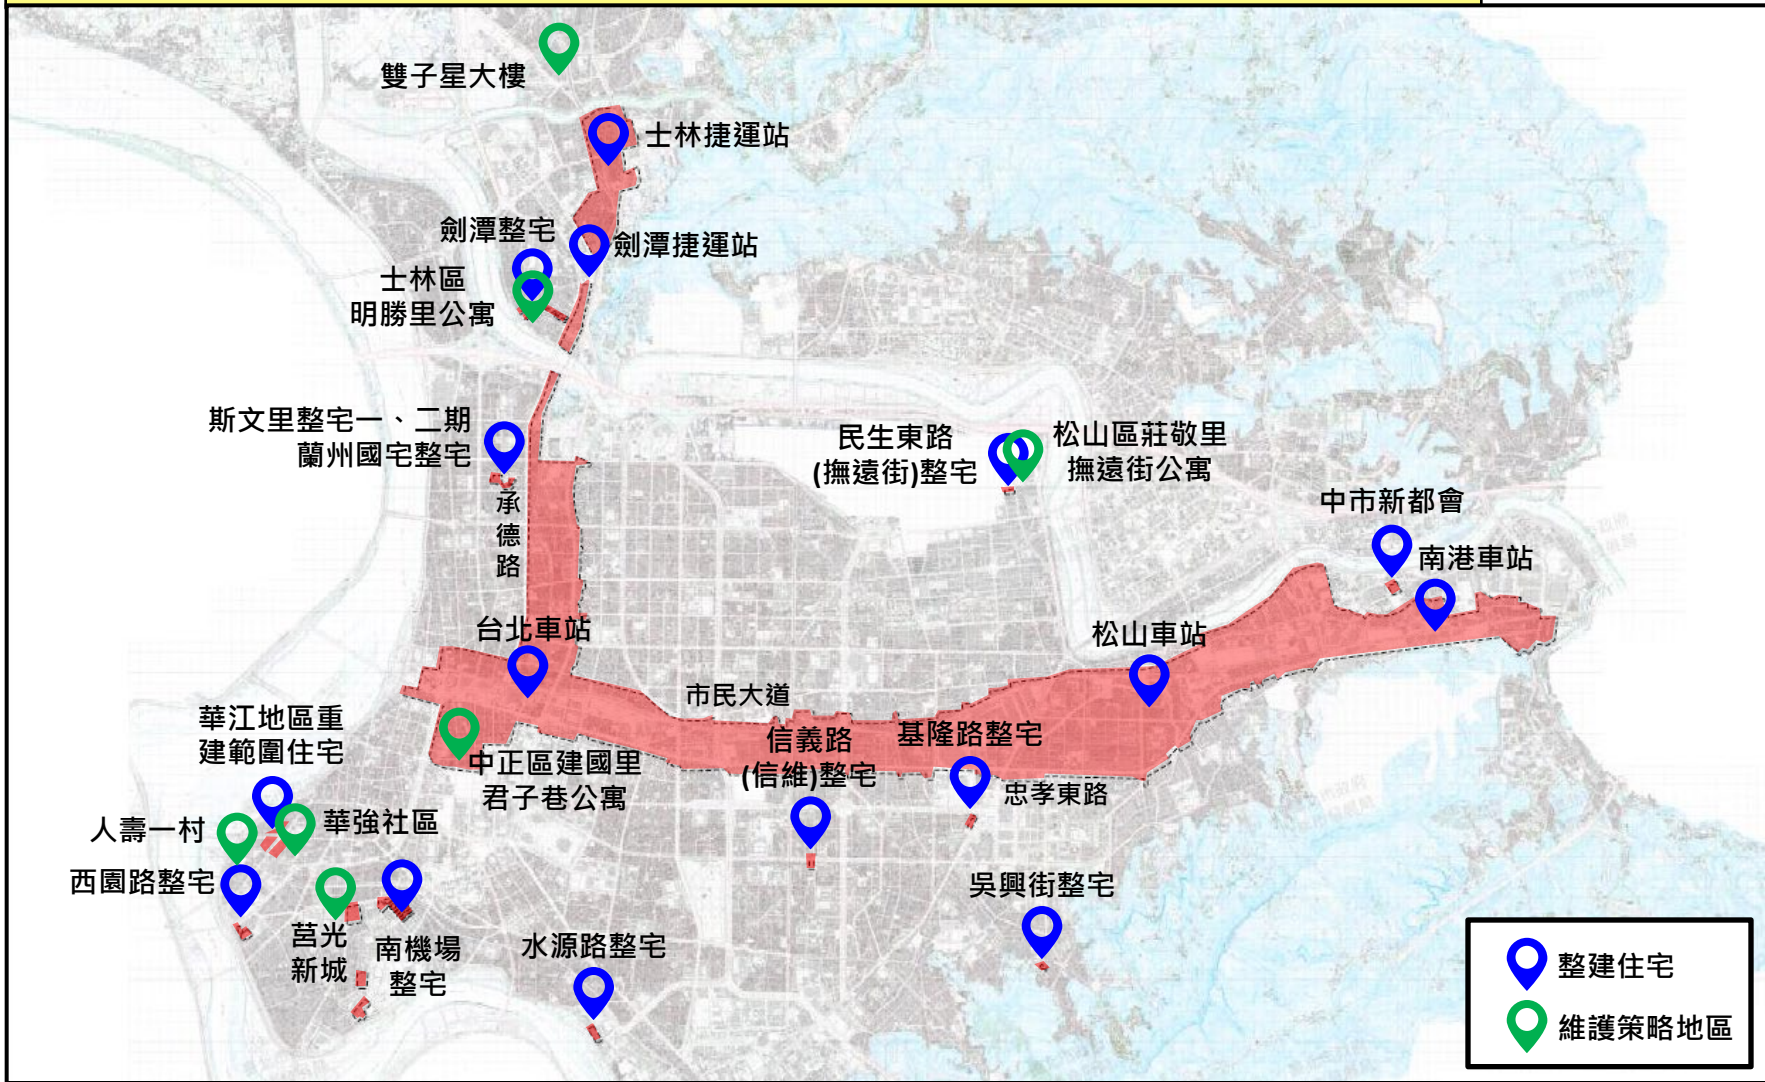 雙子星大樓
士林捷運站
劍潭整宅
劍潭捷運站
士林區
明勝里公寓
斯文里整宅一、二期
蘭州國宅整宅
承德路
民生東路
(撫遠街)整宅
松山區莊敬里
撫遠街公寓
中市新都會
南港車站
台北車站
松山車站
市民大道
華江地區重
建範圍住宅
中正區建國里
君子巷公寓
信義路
(信維)整宅
基隆路整宅
忠孝東路
人壽一村
華強社區
西園路整宅
吳興街整宅
莒光
新城
南機場
整宅
水源路整宅
整建住宅
維護策略地區